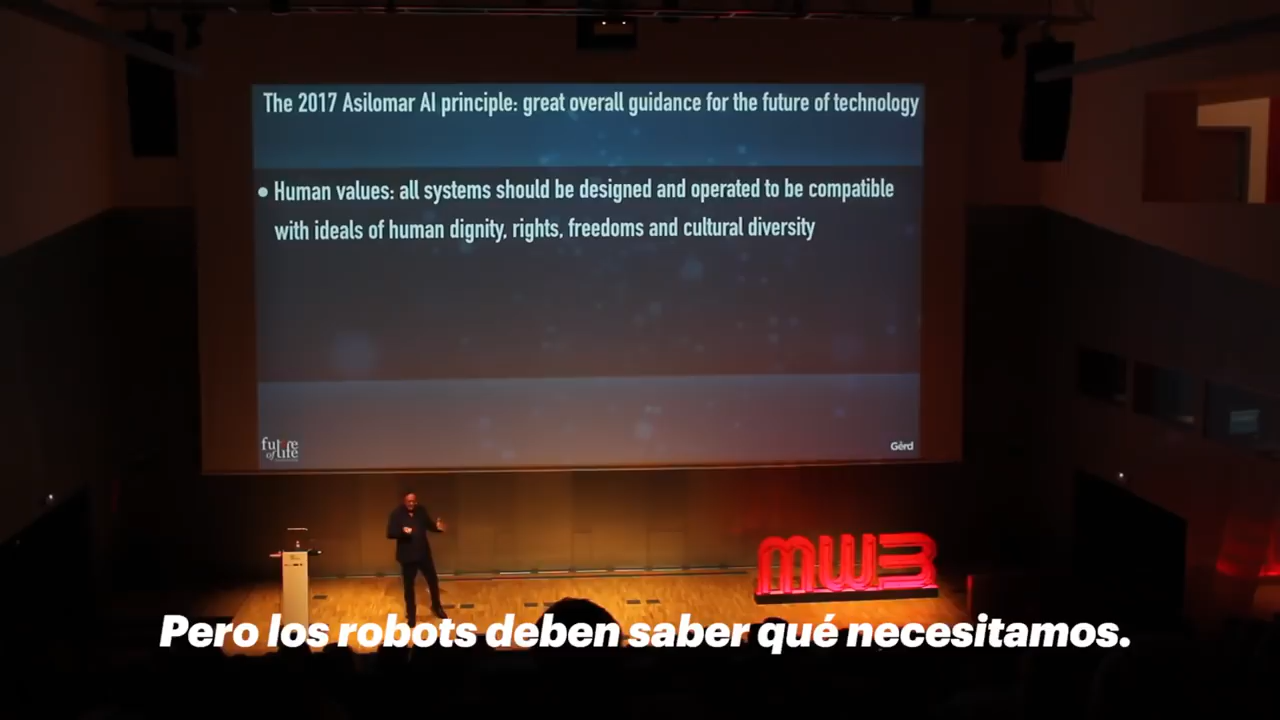 The 2017 Asilomar AI principle: great overall guidance for the future of technology
● Human values: all systems should be designed and operated to be compatible
with ideals of human dignity, rights, freedoms and cultural diversity
future
of life
Gerd
MWB
Pero los robots deben saber qué necesitamos.